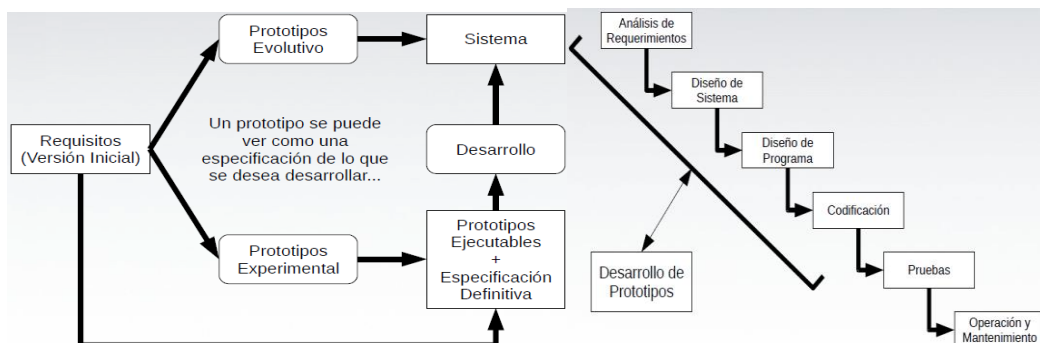 Prototipos
Evolutivo
Sistema
Requisitos
(Versión Inicial)
Un prototipo se puede
ver como una
especificación de lo que
se desea desarrollar...
Desarrollo
Prototipos
Experimental
Prototipos
Ejecutables
+
Especificación
Definitiva
Análisis de
Requerimientos
Diseño de
Sistema
Diseño de
Programa
Codificación
Pruebas
Operación y
Mantenimiento
Desarrollo de
Prototipos